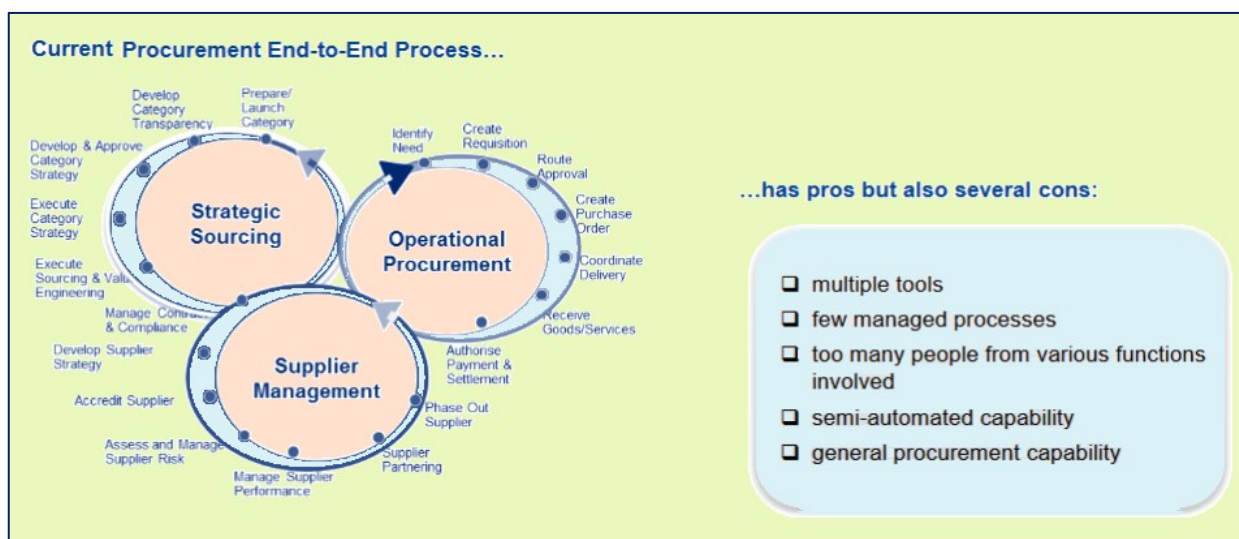 Current Procurement End-to-End Process...
Develop
Category
Transparency
Prepare/
Launch
Category
Develop & Approve
Category
Strategy
Execute
Category
Strategy
Execute
Sourcing & Valu
Engineering
Manage Contr
& Compliance
Strategic
Sourcing
Identify
Need
Create
Requisition
Route
Approval
Create
Purchase
Order
Coordinate
Delivery
Receive
Goods/Services
Authorise
Payment &
Settlement
Operational
Procurement
Develop Supplier
Strategy
Accredit Supplier
Assess and Manage
Supplier Risk
Manage Supplier
Performance
Supplier
Partnering
Phase Out
Supplier
Supplier
Management
...has pros but also several cons:
❑ multiple tools
❑ few managed processes
❑ too many people from various functions
involved
❑ semi-automated capability
❑ general procurement capability